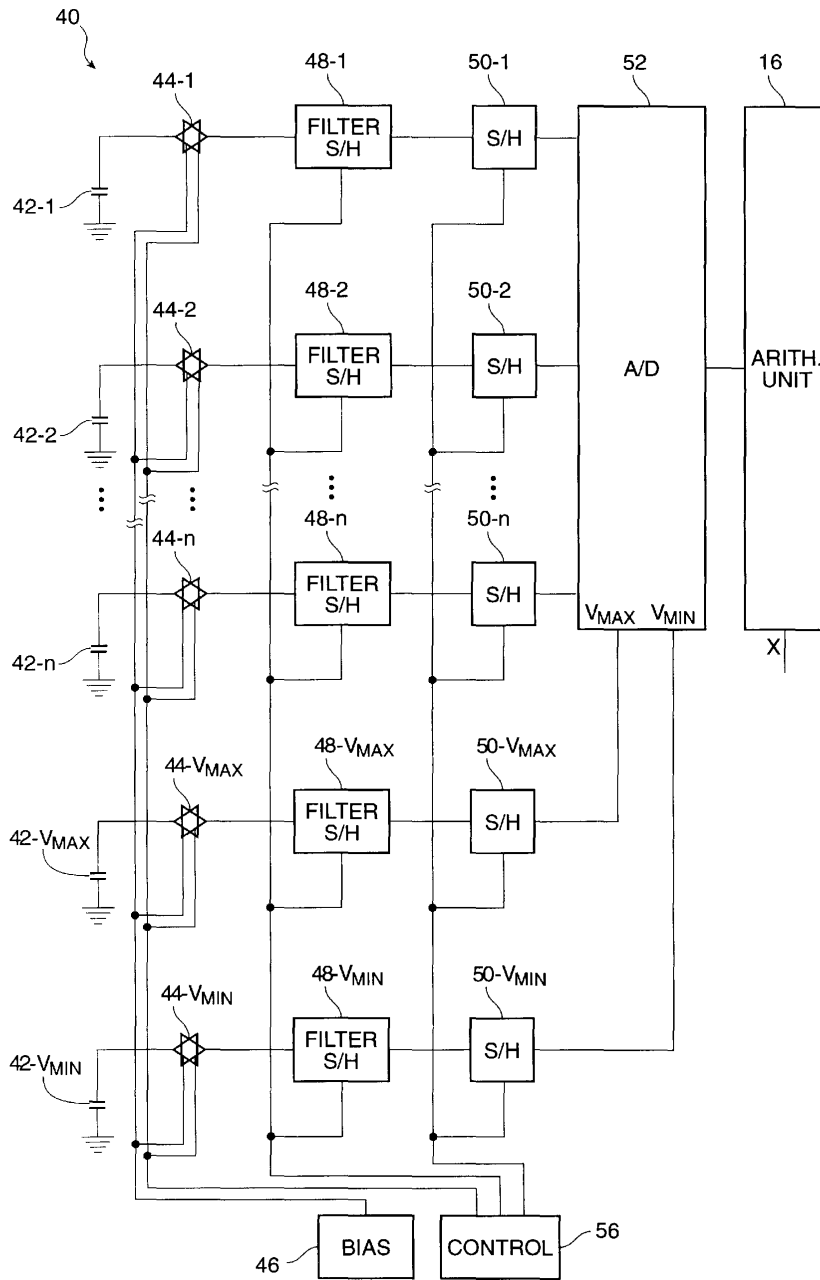 40
44-1
48-1
50-1
52
16
FILTER
S/H
S/H
42-1
44-2
48-2
50-2
FILTER
S/H
S/H
A/D
ARITH.
UNIT
42-2
44-n
48-n
50-n
FILTER
S/H
S/H
VMAX
VMIN
42-n
X
44-VMAX
48-VMAX
50-VMAX
FILTER
S/H
S/H
42-VMAX
44-VMIN
48-VMIN
50-VMIN
FILTER
S/H
S/H
42-VMIN
46
BIAS
CONTROL
56